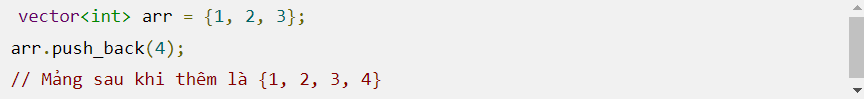 vector<int> arr = {1, 2, 3};
arr.push_back(4);
// Mảng sau khi thêm là {1, 2, 3, 4}